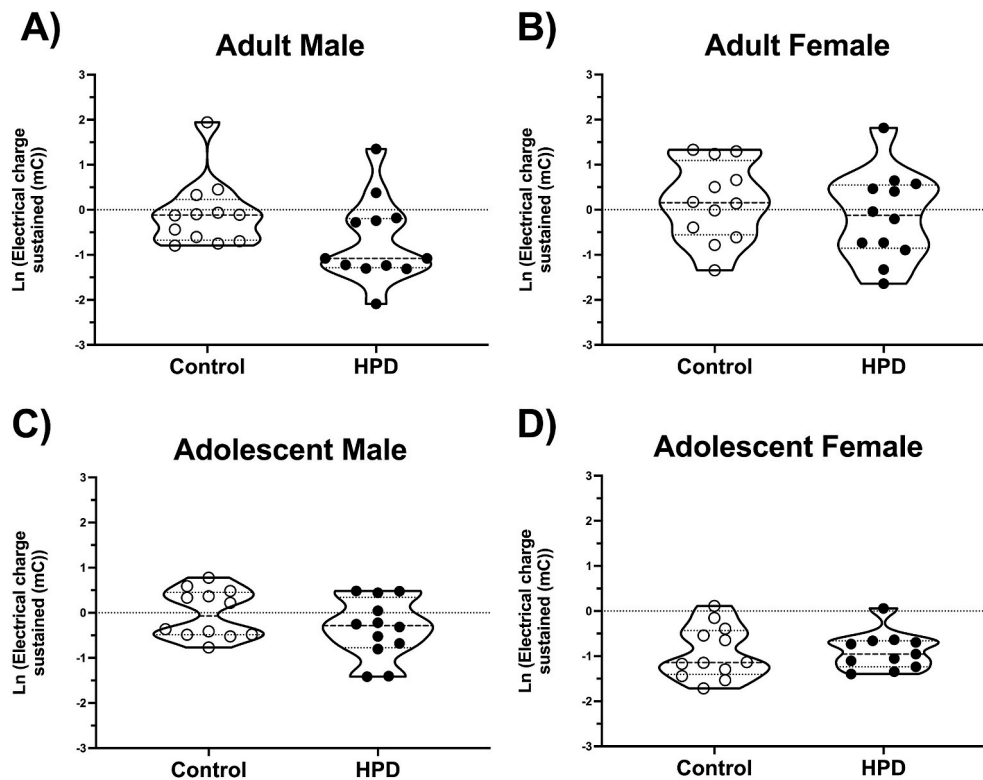 A)
Adult Male
Ln (Electrical charge
sustained (mC))
3
2
1
0
-1
-2
-3
Control HPD
B)
Adult Female
Ln (Electrical charge
sustained (mC))
3
2
1
0
-1
-2
-3
Control HPD
C)
Adolescent Male
Ln (Electrical charge
sustained (mC))
3
2
1
0
-1
-2
-3
Control HPD
D)
Adolescent Female
Ln (Electrical charge
sustained (mC))
3
2
1
0
-1
-2
-3
Control HPD